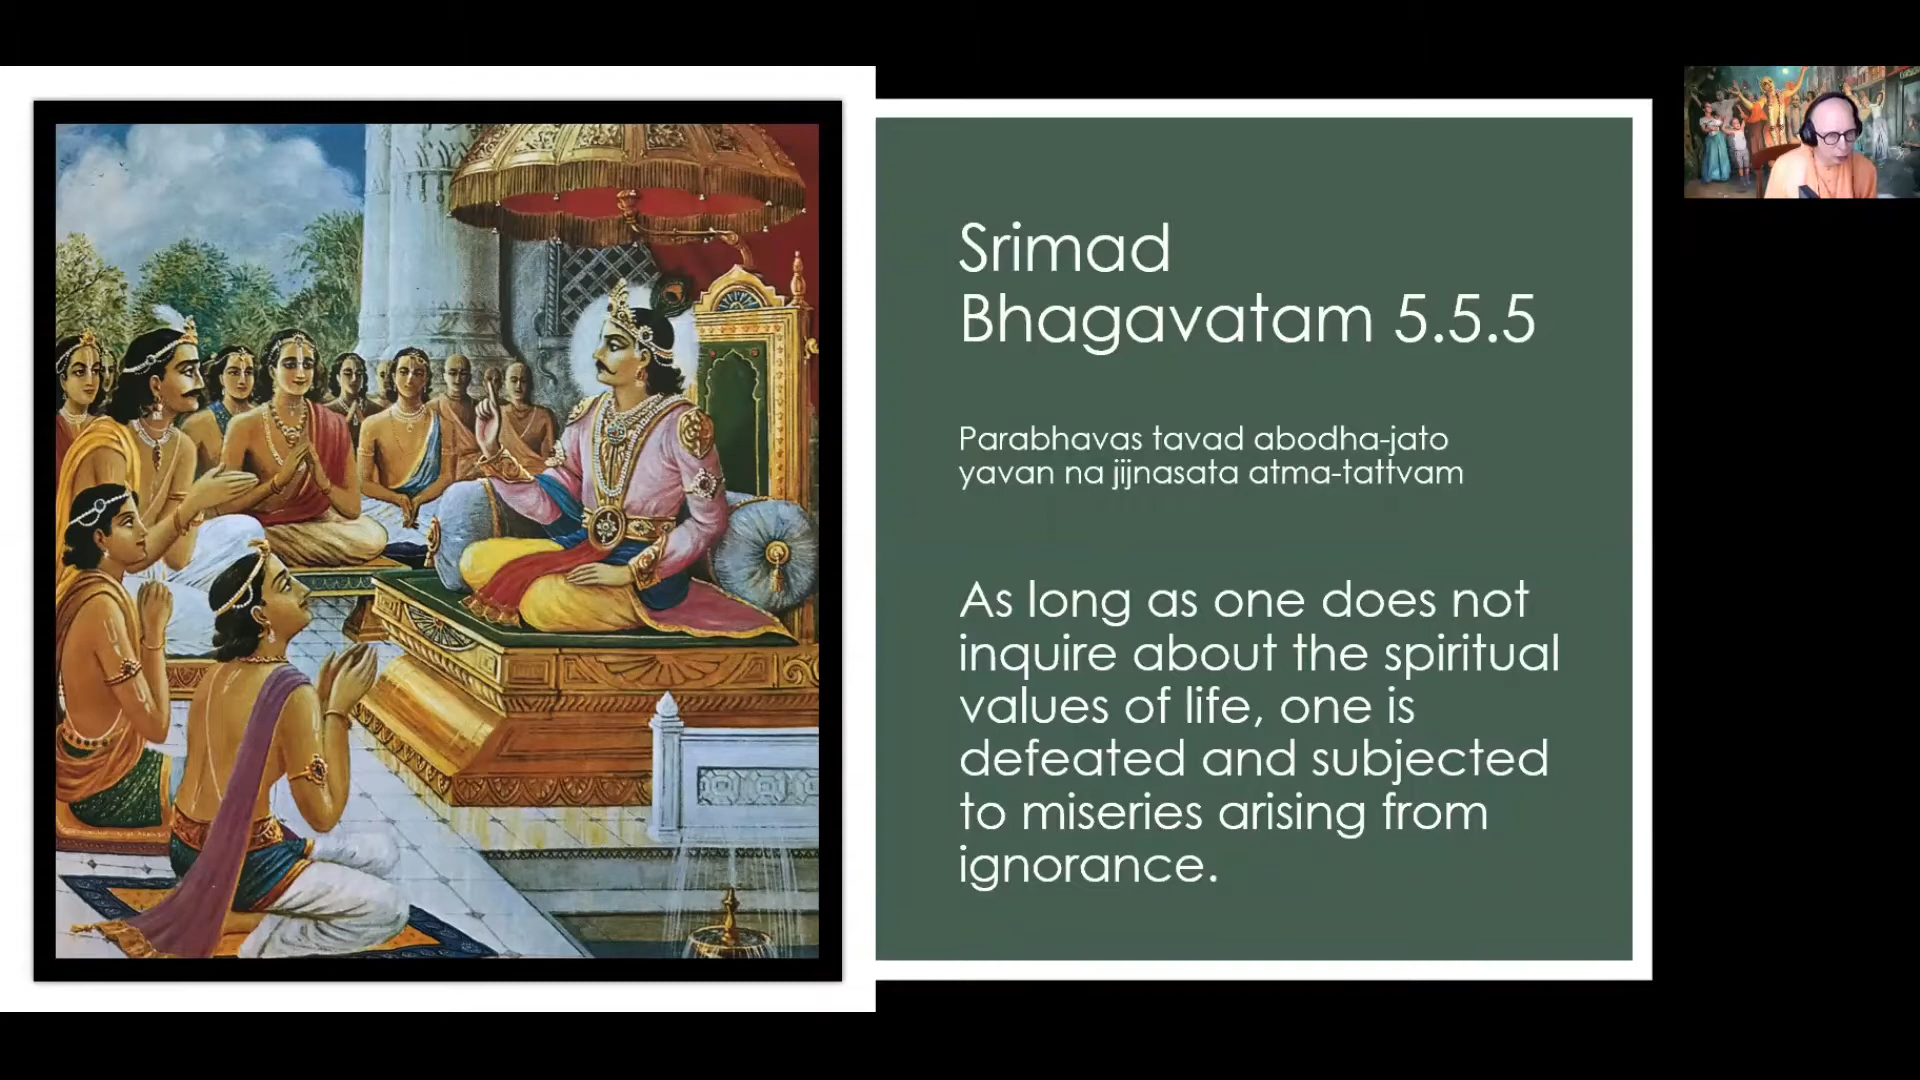 Srimad
Bhagavatam 5.5.5
Parabhavas tavad abodha-jato
yavan na jijnasata atma-tattvam
As long as one does not
inquire about the spiritual
values of life, one is
defeated and subjected
to miseries arising from
ignorance.